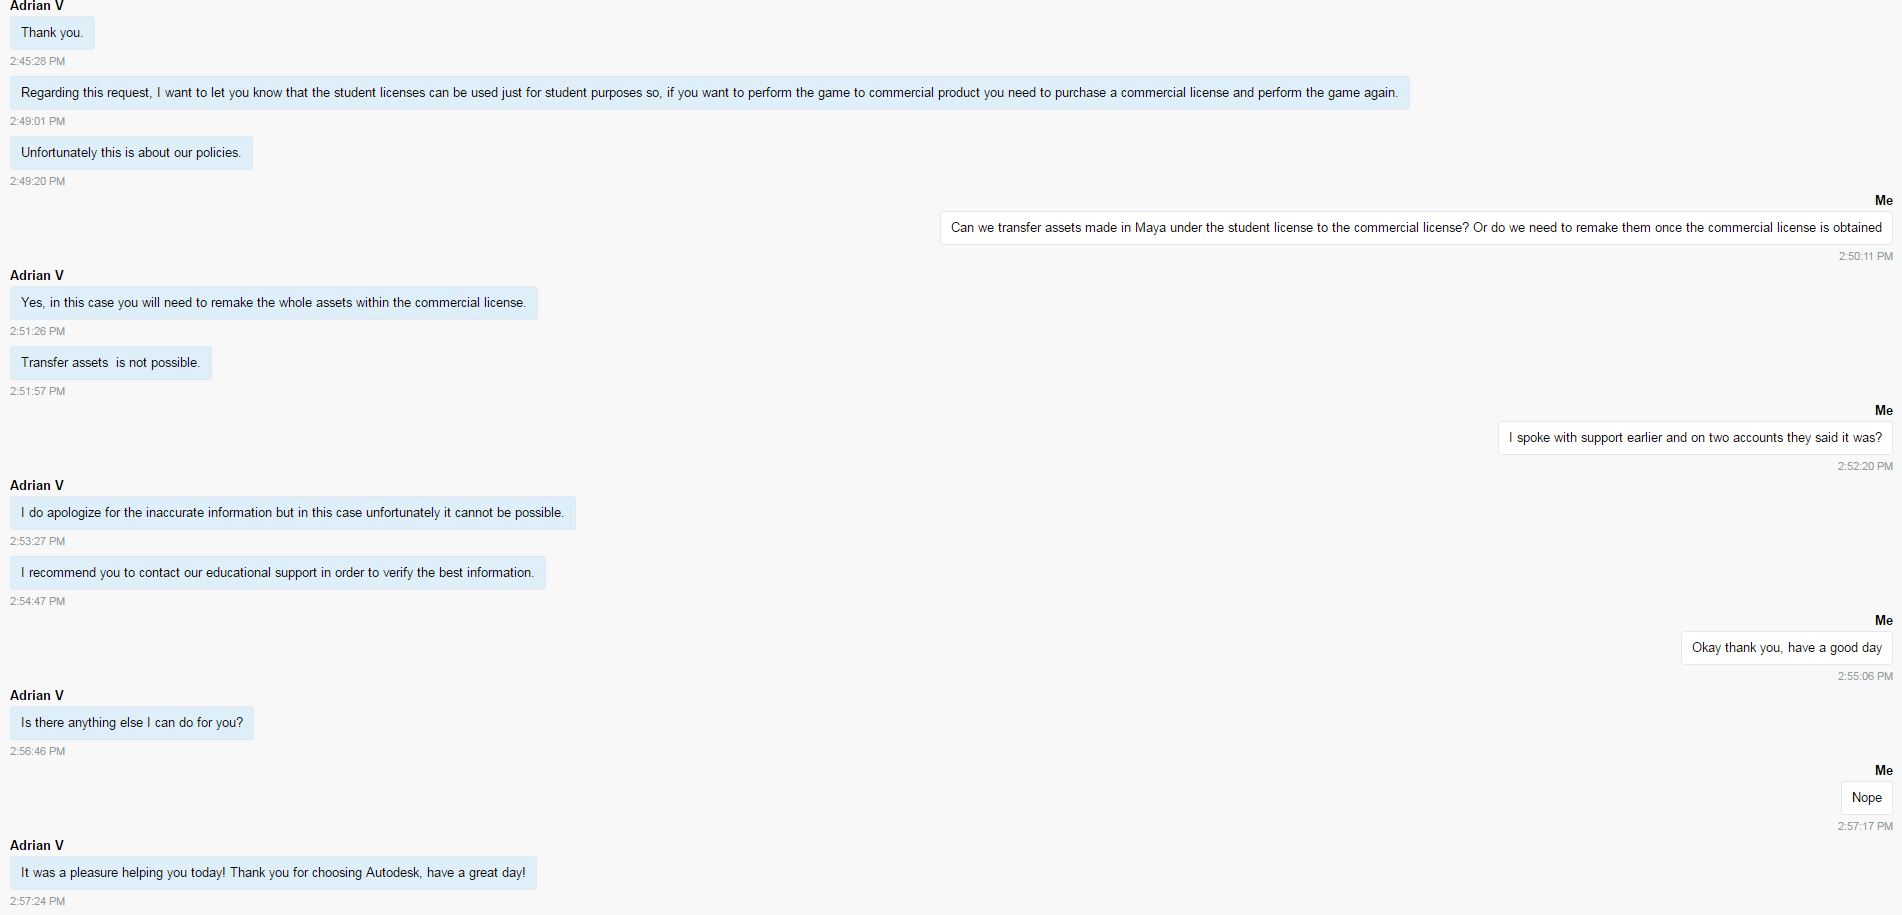 Adrian V
Thank you.
2:45:28 PM
Regarding this request, I want to let you know that the student licenses can be used just for student purposes so, if you want to perform the game to commercial product you need to purchase a commercial license and perform the game again.
2:49:01 PM
Unfortunately this is about our policies.
2:49:20 PM
Me
Can we transfer assets made in Maya under the student license to the commercial license? Or do we need to remake them once the commercial license is obtained
2:50:11 PM
Adrian V
Yes, in this case you will need to remake the whole assets within the commercial license.
2:51:26 PM
Transfer assets  is not possible.
2:51:57 PM
Me
I spoke with support earlier and on two accounts they said it was?
2:52:20 PM
Adrian V
I do apologize for the inaccurate information but in this case unfortunately it cannot be possible.
2:53:27 PM
I recommend you to contact our educational support in order to verify the best information.
2:54:47 PM
Me
Okay thank you, have a good day
2:55:06 PM
Adrian V
Is there anything else I can do for you?
2:56:46 PM
Me
Nope
2:57:17 PM
Adrian V
It was a pleasure helping you today! Thank you for choosing Autodesk, have a great day!
2:57:24 PM